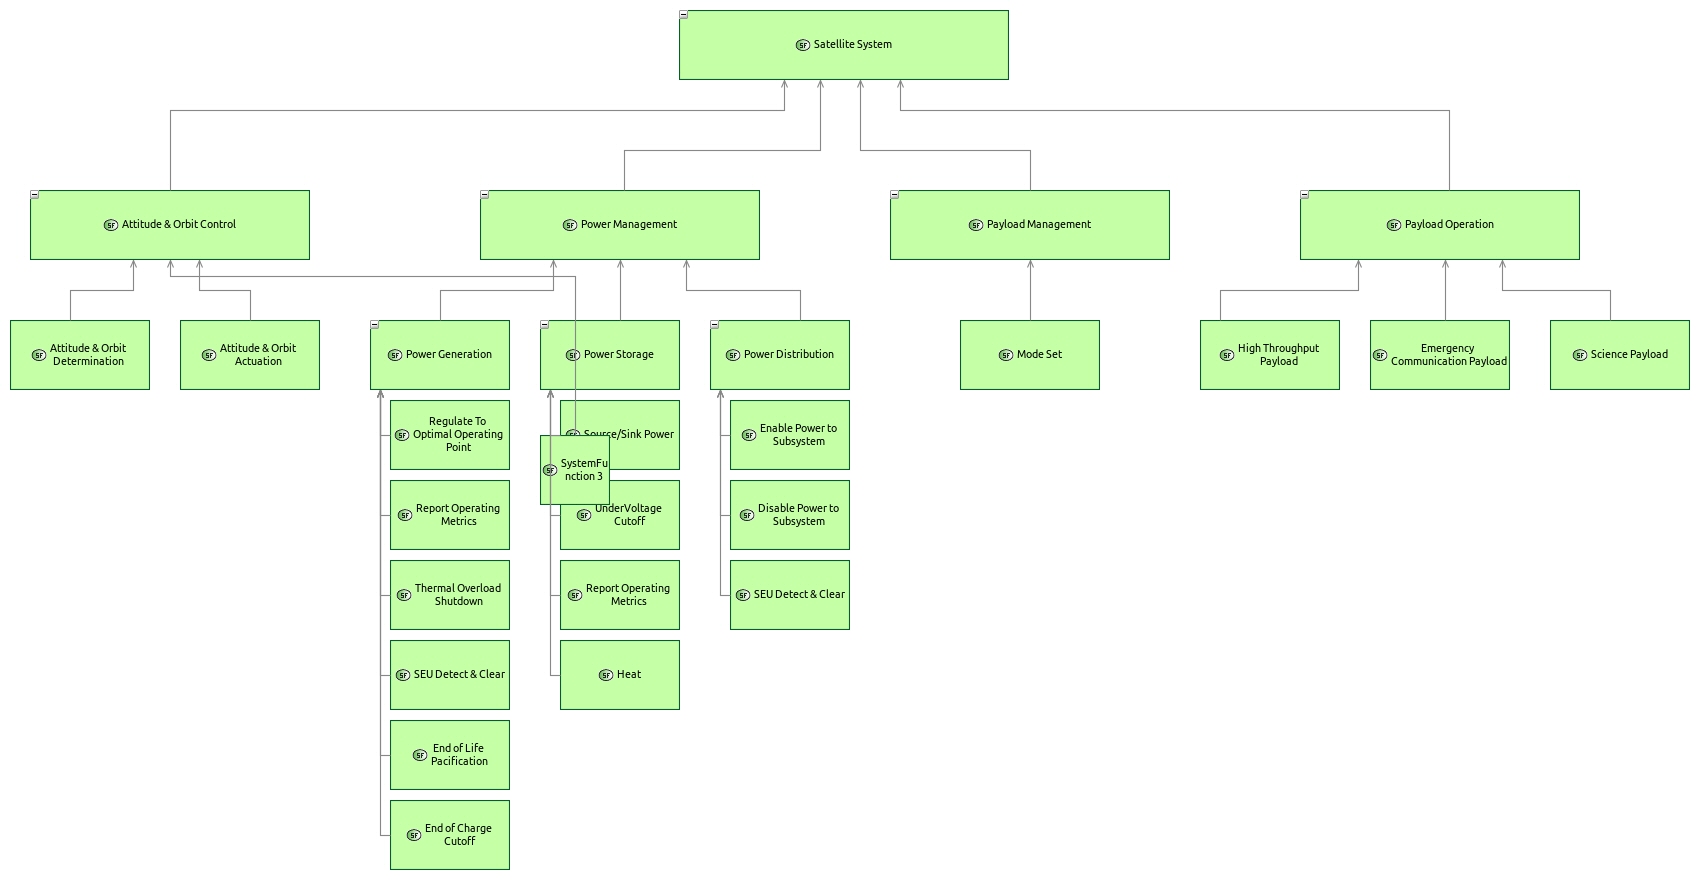 SF Satellite System
SF Attitude & Orbit Control
SF Power Management
SF Payload Management
SF Payload Operation
SF Attitude & Orbit
Determination
SF Attitude & Orbit
Actuation
SF Power Generation
SF Power Storage
SF Power Distribution
SF Mode Set
SF High Throughput
Payload
SF Emergency
Communication Payload
SF Science Payload
SF Regulate To
Optimal Operating
Point
SF Report Operating
Metrics
SF Thermal Overload
Shutdown
SF SEU Detect & Clear
SF End of Life
Pacification
SF End of Charge
Cutoff
SF Source/Sink Power
SF SystemFu
nction 3
SF UnderVoltage
Cutoff
SF Report Operating
Metrics
SF Heat
SF Enable Power to
Subsystem
SF Disable Power to
Subsystem
SF SEU Detect & Clear